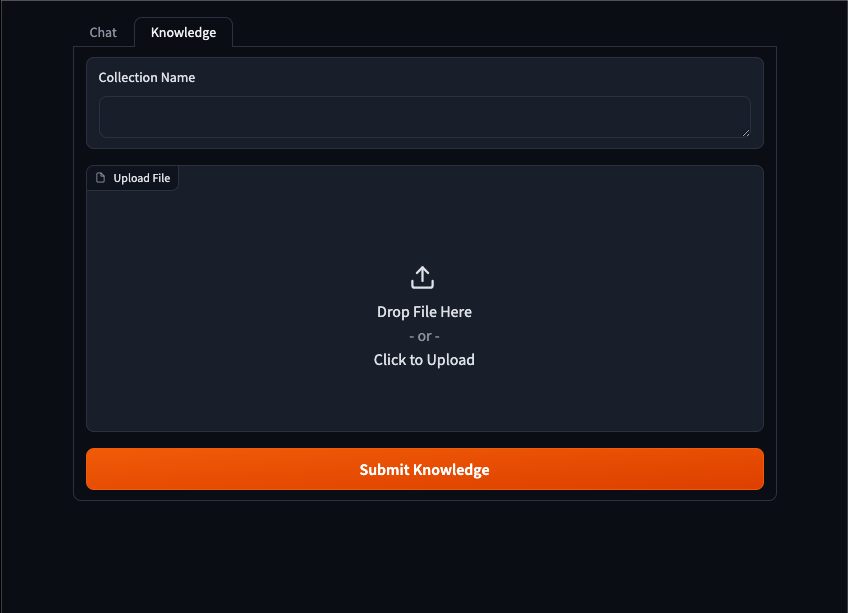 Chat
Knowledge
Collection Name
Upload File
Drop File Here
- or -
Click to Upload
Submit Knowledge